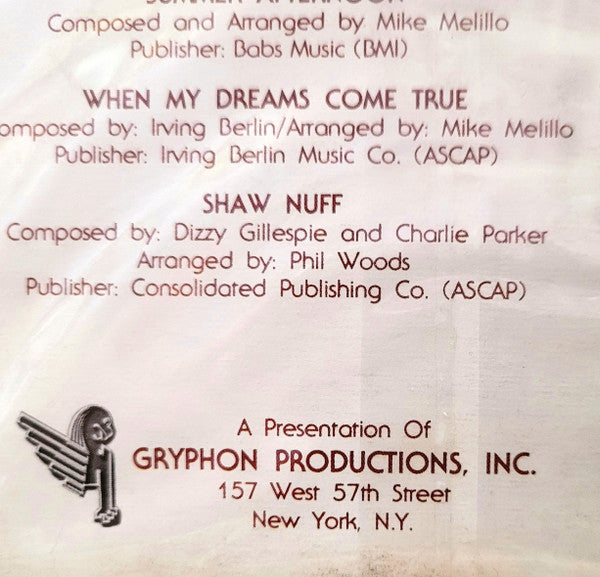 SUMMER AFTERNOON
Composed and Arranged by Mike Melillo
Publisher: Babs Music (BMI)
WHEN MY DREAMS COME TRUE
omposed by: Irving Berlin/Arranged by: Mike Melillo
Publisher: Irving Berlin Music Co. (ASCAP)
SHAW NUFF
Composed by: Dizzy Gillespie and Charlie Parker
Arranged by: Phil Woods
Publisher: Consolidated Publishing Co. (ASCAP)
A Presentation Of
GRYPHON PRODUCTIONS, INC.
157 West 57th Street
New York, N.Y.